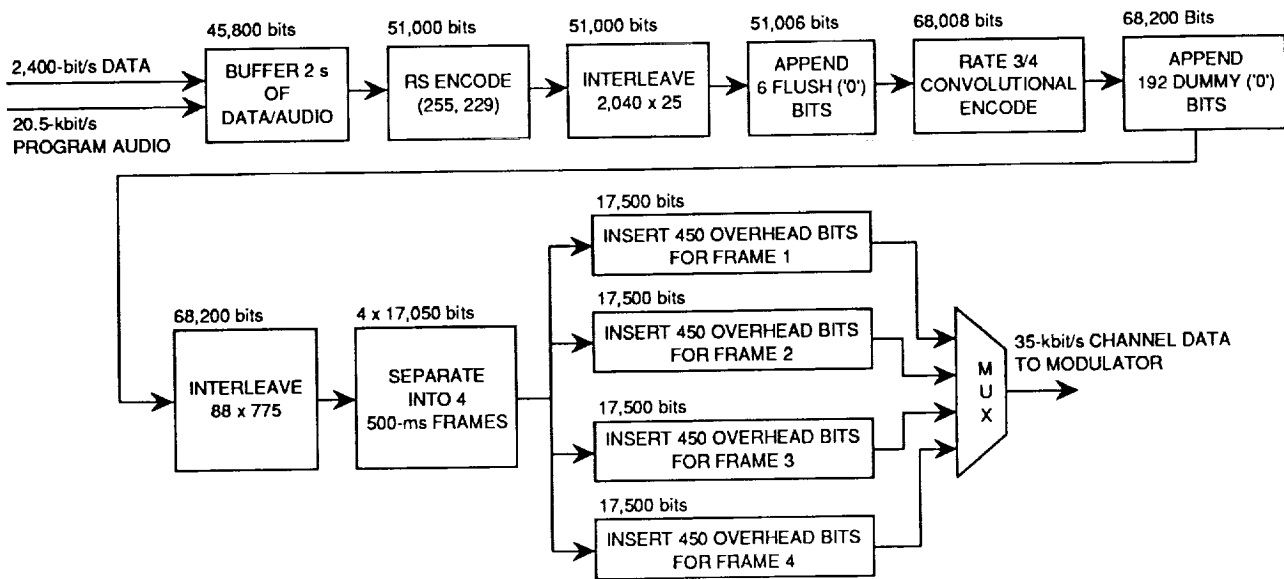 2,400-bit/s DATA
20.5-kbit/s
PROGRAM AUDIO
45,800 bits
BUFFER 2 s
OF
DATA/AUDIO
51,000 bits
RS ENCODE
(255, 229)
51,000 bits
INTERLEAVE
2,040 x 25
51,006 bits
APPEND
6 FLUSH ('0')
BITS
68,008 bits
RATE 3/4
CONVOLUTIONAL
ENCODE
68,200 Bits
APPEND
192 DUMMY ('0')
BITS
68,200 bits
INTERLEAVE
88 x 775
4 x 17,050 bits
SEPARATE
INTO 4
500-ms FRAMES
17,500 bits
INSERT 450 OVERHEAD BITS
FOR FRAME 1
17,500 bits
INSERT 450 OVERHEAD BITS
FOR FRAME 2
17,500 bits
INSERT 450 OVERHEAD BITS
FOR FRAME 3
17,500 bits
INSERT 450 OVERHEAD BITS
FOR FRAME 4
M
U
X
35-kbit/s CHANNEL DATA
TO MODULATOR